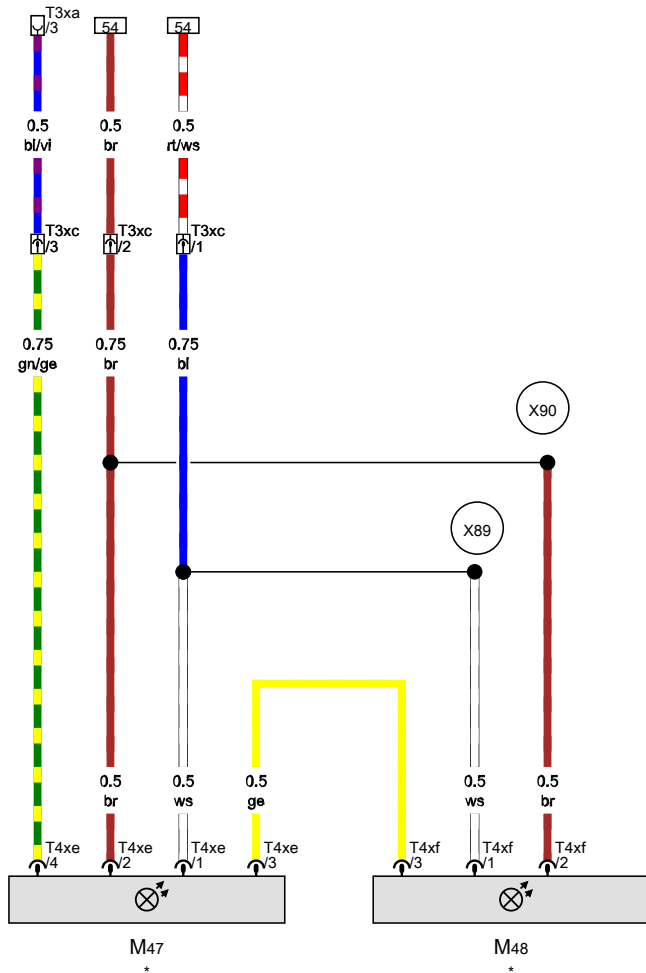 T3xa
/3
54
54
0.5
bl/vi
0.5
br
0.5
rt/ws
T3xc
/3
T3xc
/2
T3xc
/1
0.75
gn/ge
0.75
br
0.75
bl
X90
X89
0.5
br
0.5
ws
0.5
ge
0.5
ws
0.5
br
T4xe
/4
T4xe
/2
T4xe
/1
T4xe
/3
T4xf
/3
T4xf
/1
T4xf
/2
M47
*
M48
*